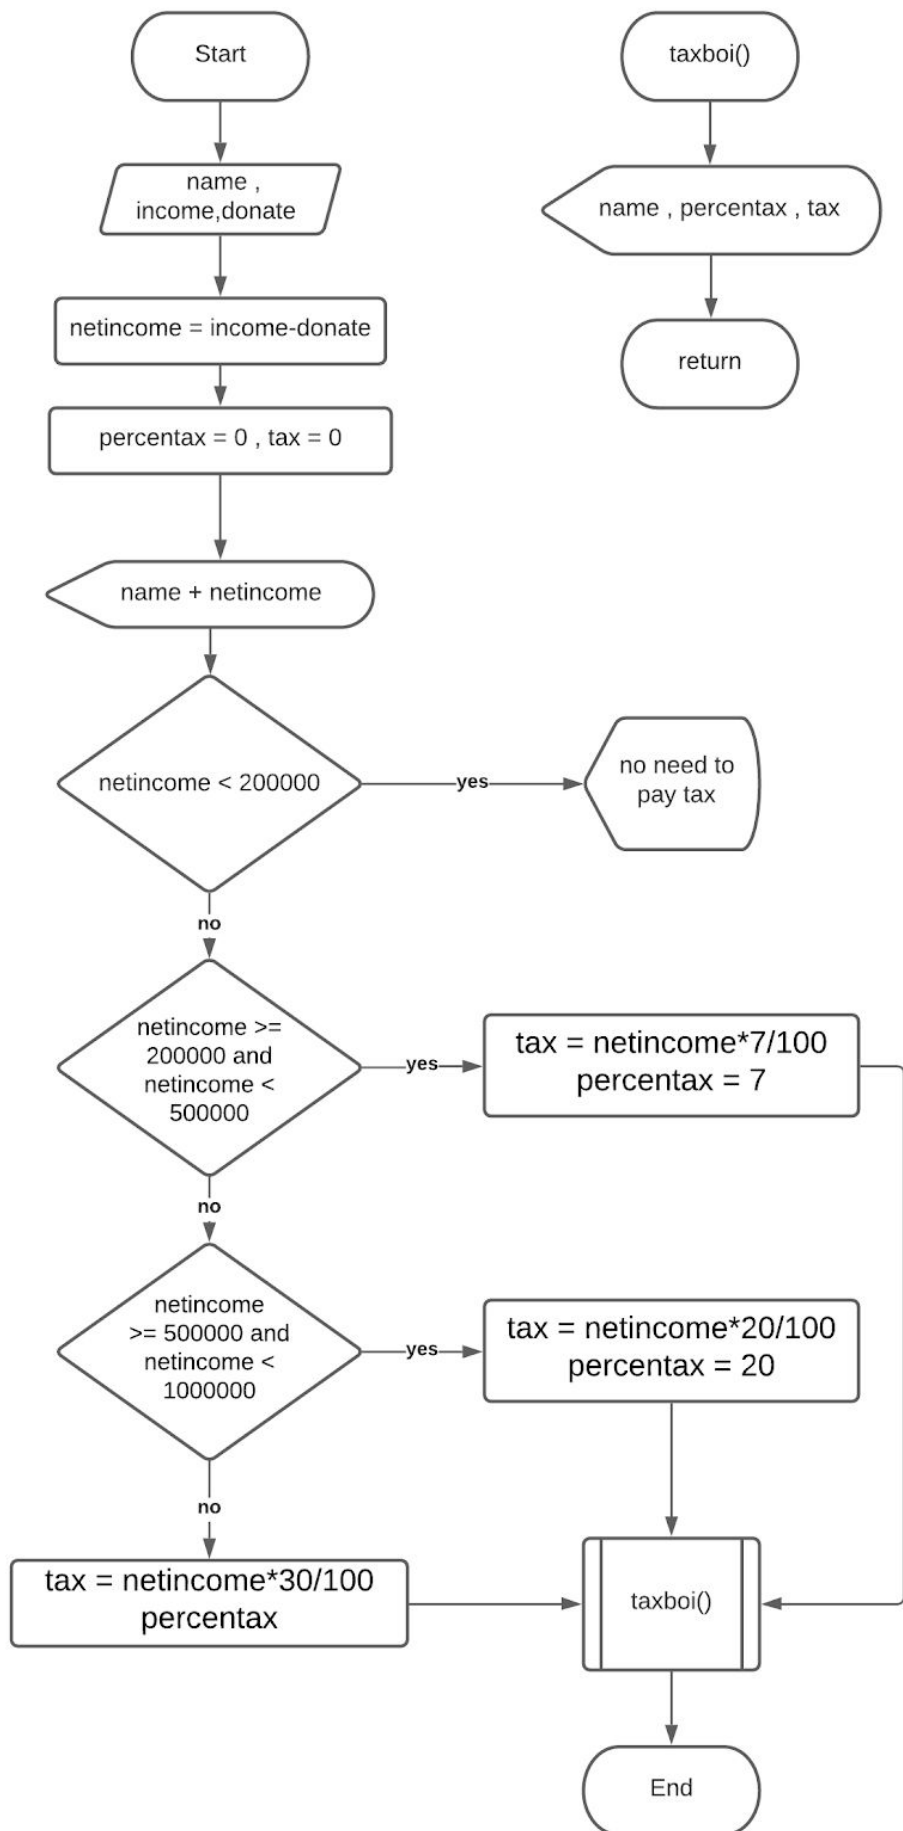 Start
name ,
income,donate
netincome = income-donate
percentax = 0 , tax = 0
name + netincome
netincome < 200000
yes
no need to
pay tax
no
netincome >=
200000 and
netincome <
500000
yes
tax = netincome*7/100
percentax = 7
no
netincome
>= 500000 and
netincome <
1000000
yes
tax = netincome*20/100
percentax = 20
no
tax = netincome*30/100
percentax
taxboi()
End
taxboi()
name , percentax , tax
return